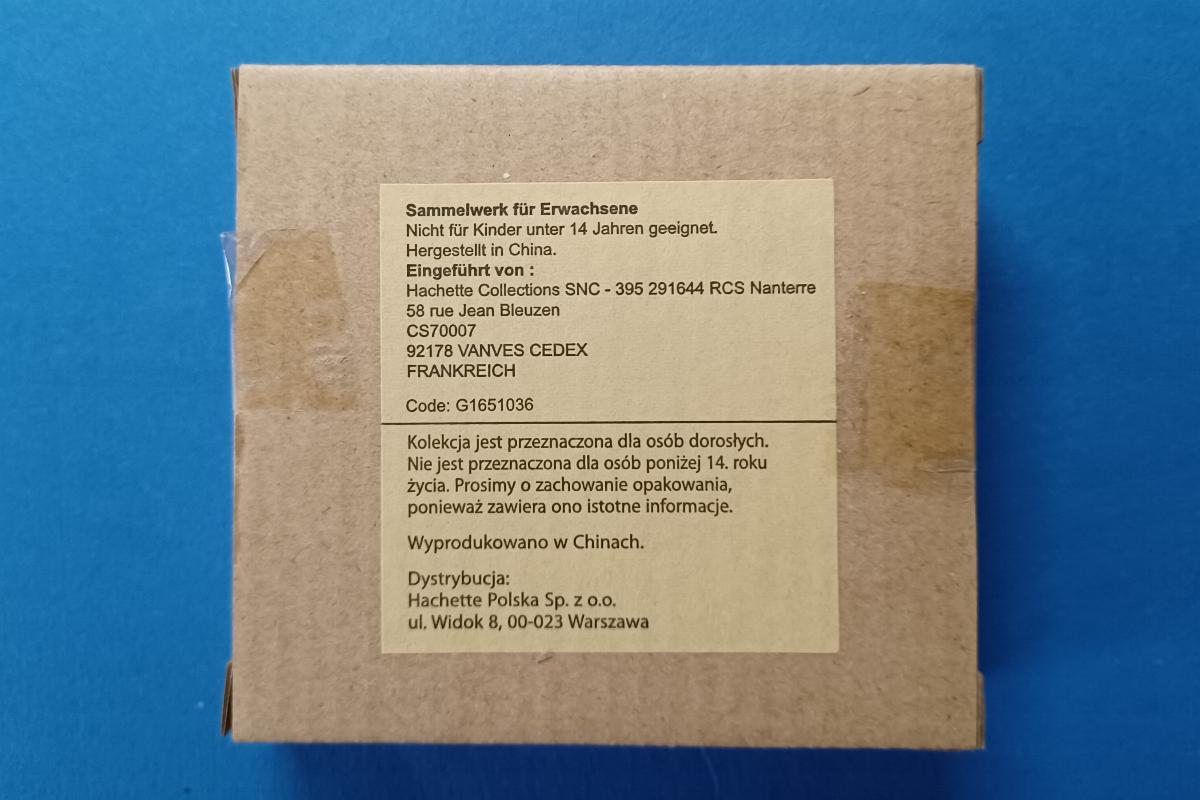 Sammelwerk für Erwachsene
Nicht für Kinder unter 14 Jahren geeignet.
Hergestellt in China.
Eingeführt von :
Hachette Collections SNC - 395 291644 RCS Nanterre
58 rue Jean Bleuzen
CS70007
92178 VANVES CEDEX
FRANKREICH
Code: G1651036
Kolekcja jest przeznaczona dla osób dorosłych.
Nie jest przeznaczona dla osób poniżej 14. roku
życia. Prosimy o zachowanie opakowania,
ponieważ zawiera ono istotne informacje.
Wyprodukowano w Chinach.
Dystrybucja:
Hachette Polska Sp. z o.o.
ul. Widok 8, 00-023 Warszawa